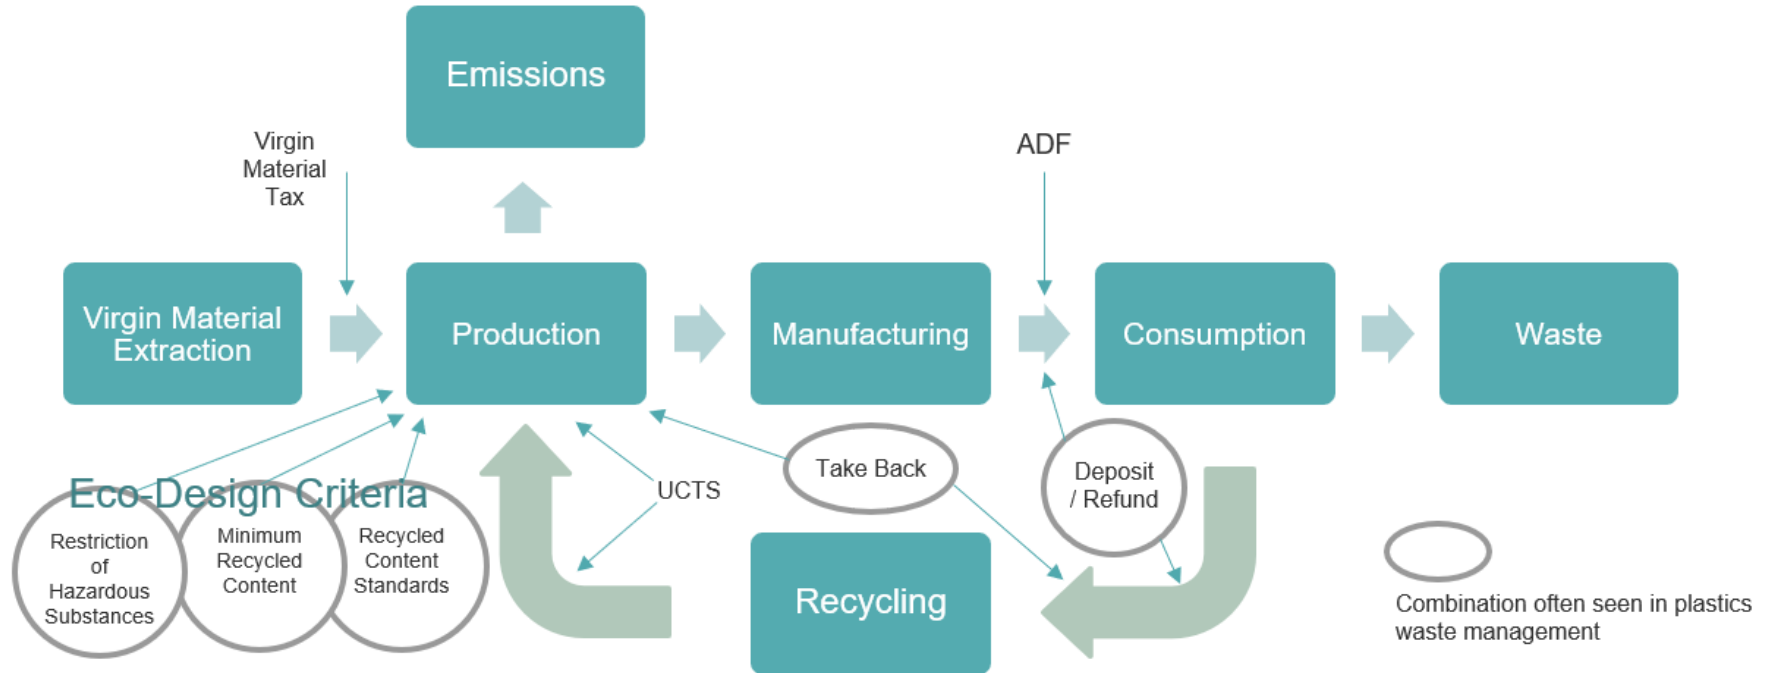 Emissions
Virgin
Material
Tax
ADF
Virgin Material
Extraction
Production
Manufacturing
Consumption
Waste
Eco-Design Criteria
Restriction
of
Hazardous
Substances
Minimum
Recycled
Content
Recycled
Content
Standards
UCTS
Take Back
Deposit
/ Refund
Recycling
Combination often seen in plastics
waste management